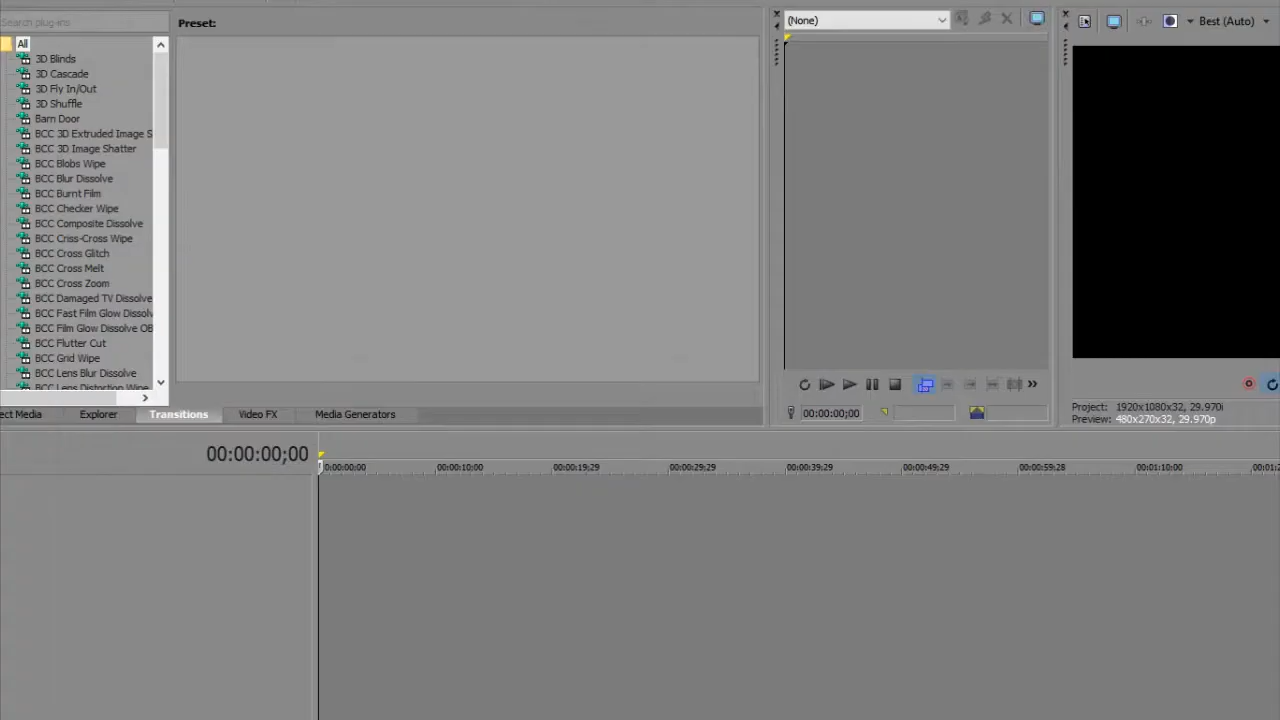 Search plug-ins
Preset:
(None)
Best (Auto)
All
3D Blinds
3D Cascade
3D Fly In/Out
3D Shuffle
Barn Door
BCC 3D Extruded Image S
BCC 3D Image Shatter
BCC Blobs Wipe
BCC Blur Dissolve
BCC Burnt Film
BCC Checker Wipe
BCC Composite Dissolve
BCC Criss-Cross Wipe
BCC Cross Glitch
BCC Cross Melt
BCC Cross Zoom
BCC Damaged TV Dissolve
BCC Fast Film Glow Dissolv
BCC Film Glow Dissolve OB
BCC Flutter Cut
BCC Grid Wipe
BCC Lens Blur Dissolve
BCC Lens Distortion Wipe
ect Media Explorer Transitions Video FX Media Generators
00:00:00;00
Project: 1920x1080x32, 29.970i
Preview: 480x270x32, 29.970p
00:00:00;00
0:00:00:00 00:00:10:00 00:00:19:29 00:00:29:29 00:00:39:29 00:00:49:29 00:00:59:28 00:01:10:00 00:01:2